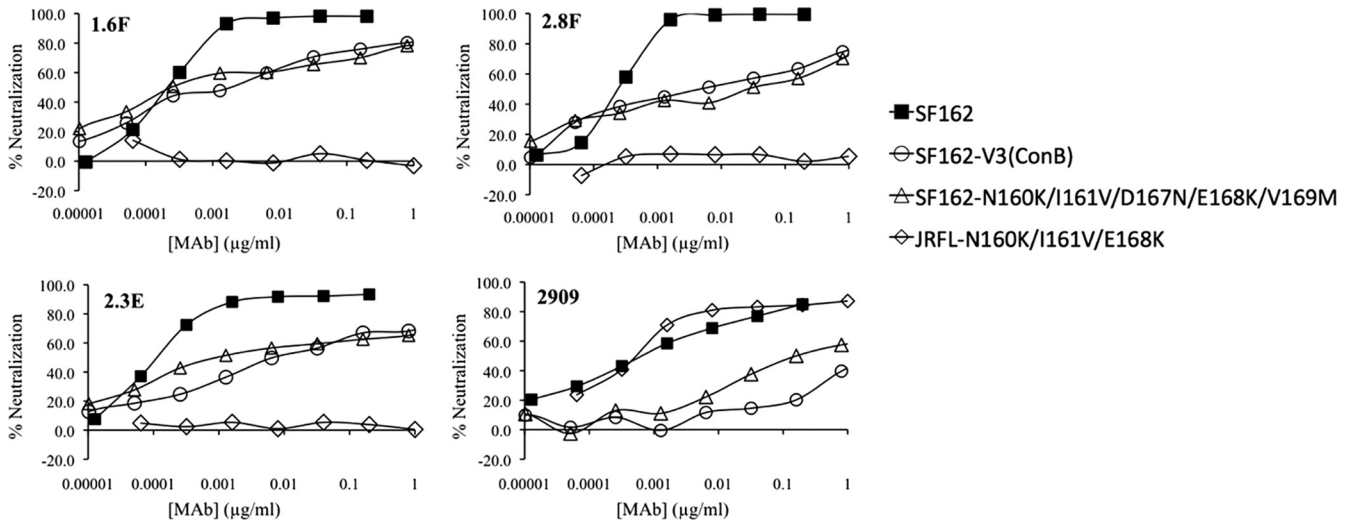 1.6F
% Neutralization
100.0
80.0
60.0
40.0
20.0
0.0
-20.0
0.00001 0.0001 0.001 0.01 0.1 1
[MAb] (µg/ml)
2.8F
% Neutralization
100.0
80.0
60.0
40.0
20.0
0.0
-20.0
0.00001 0.0001 0.001 0.01 0.1 1
[MAb] (µg/ml)
SF162
SF162-V3(ConB)
SF162-N160K/I161V/D167N/E168K/V169M
JRFL-N160K/I161V/E168K
2.3E
% Neutralization
100.0
80.0
60.0
40.0
20.0
0.0
-20.0
0.00001 0.0001 0.001 0.01 0.1 1
[MAb] (µg/ml)
2909
% Neutralization
100.0
80.0
60.0
40.0
20.0
0.0
-20.0
0.00001 0.0001 0.001 0.01 0.1 1
[MAb] (µg/ml)